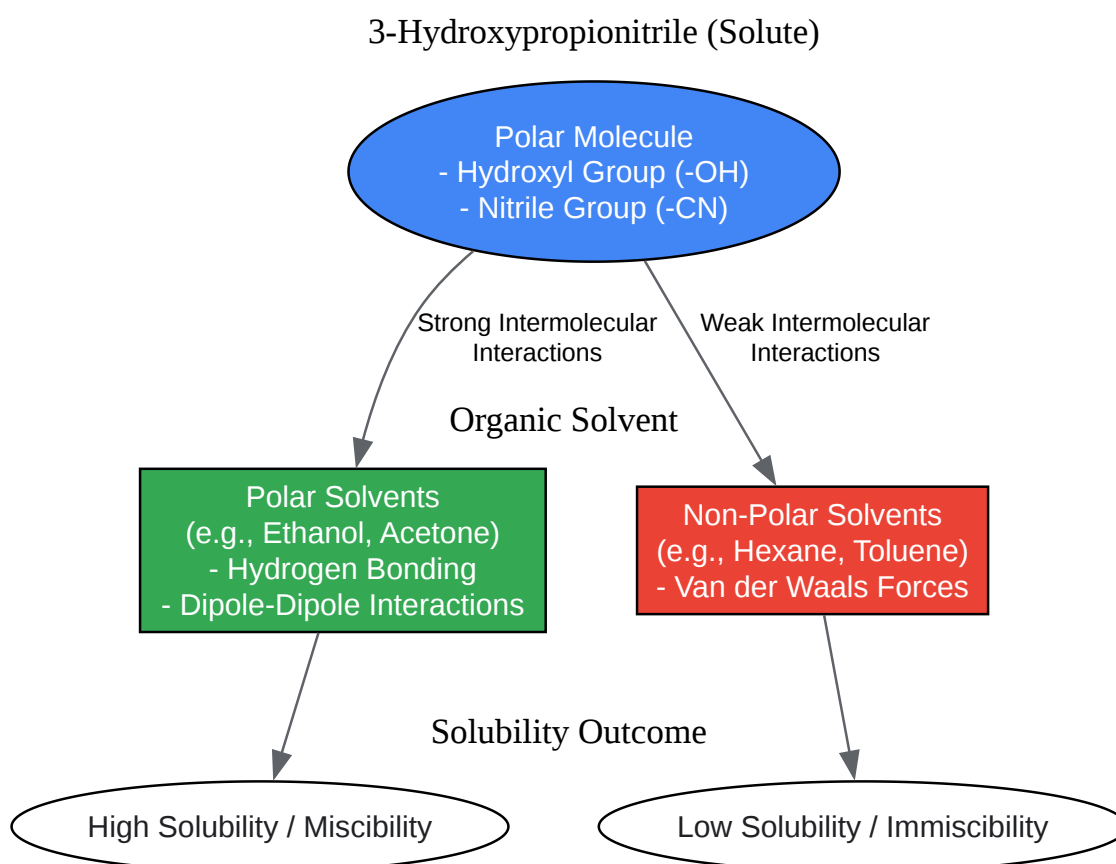 3-Hydroxypropionitrile (Solute)
Polar Molecule
- Hydroxyl Group (-OH)
- Nitrile Group (-CN)
Strong Intermolecular
Interactions
Weak Intermolecular
Interactions
Organic Solvent
Polar Solvents
(e.g., Ethanol, Acetone)
- Hydrogen Bonding
- Dipole-Dipole Interactions
Non-Polar Solvents
(e.g., Hexane, Toluene)
- Van der Waals Forces
Solubility Outcome
High Solubility / Miscibility
Low Solubility / Immiscibility